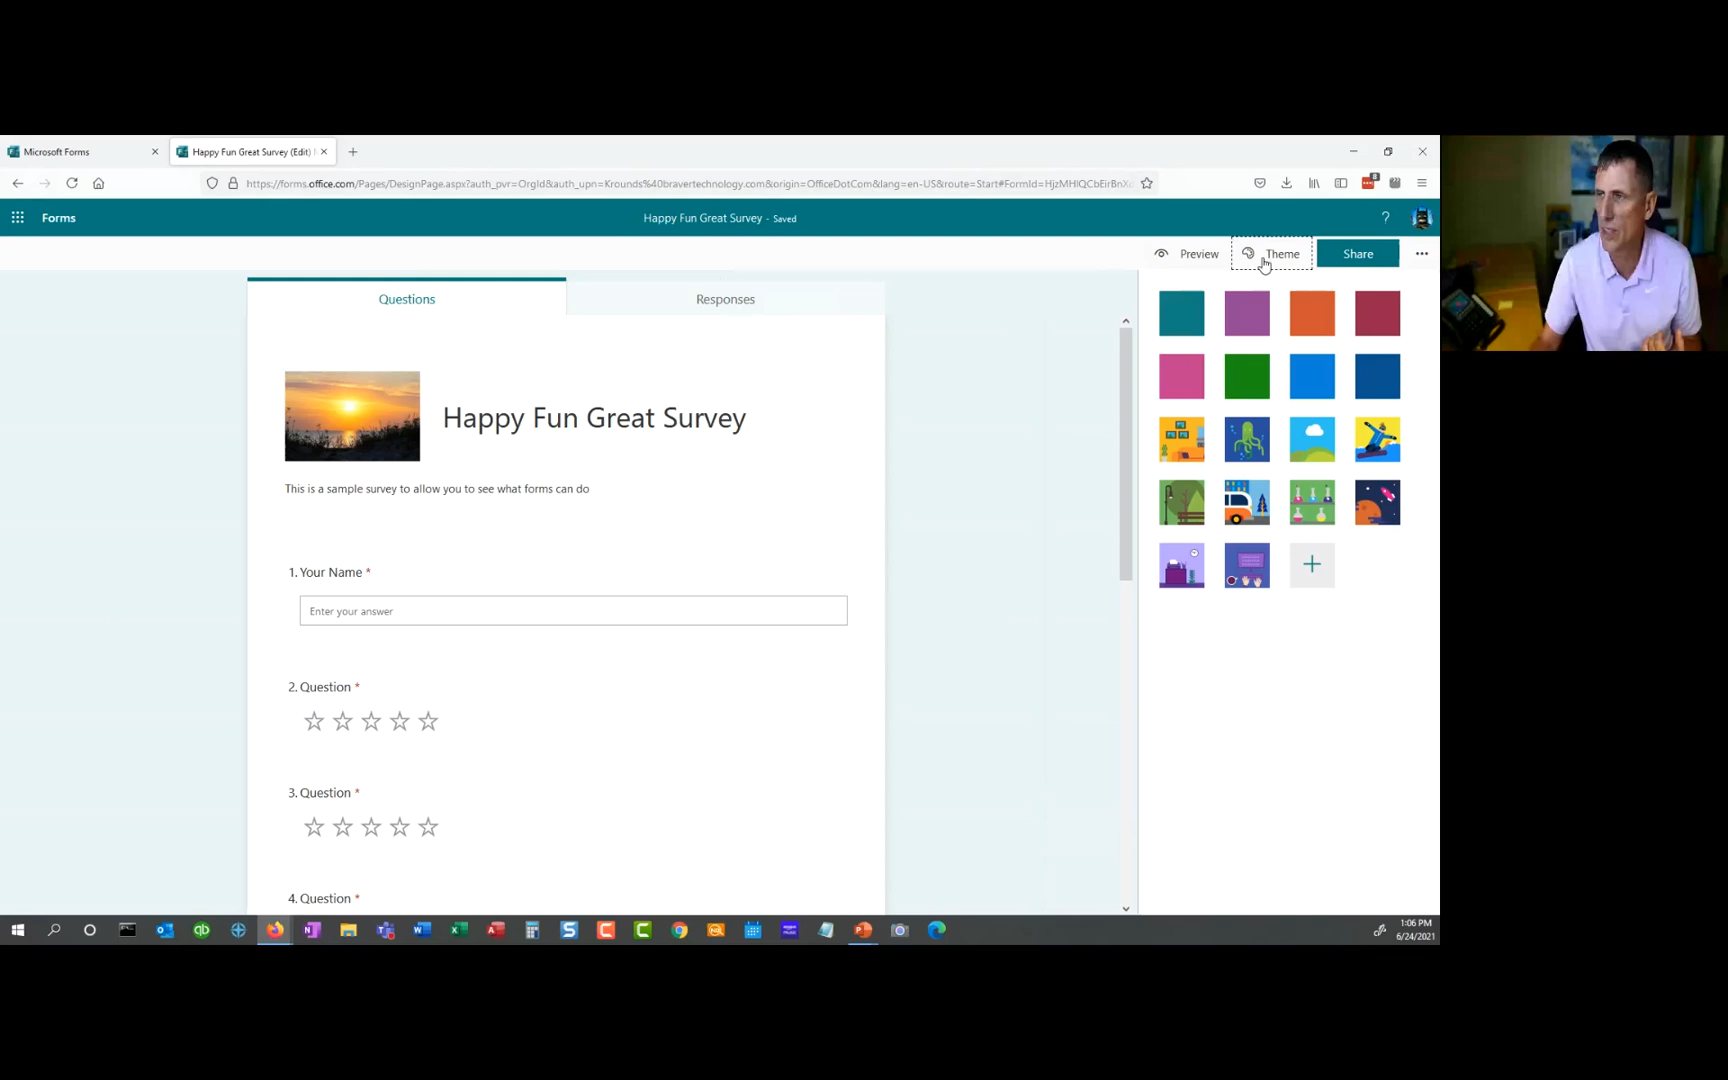 Microsoft Forms
Happy Fun Great Survey (Edit)
https://forms.office.com/Pages/DesignPage.aspx?auth_pvr=OrgId&auth_upn=Krounds%40bravertechnology.com&origin=OfficeDotCom&lang=en-US&route=Start#FormId=
8
Forms
Happy Fun Great Survey - Saved
?
Preview
Theme
Share
Questions
Responses
Happy Fun Great Survey
This is a sample survey to allow you to see what forms can do
1. Your Name *
Enter your answer
2. Question *
3. Question *
4. Question *
1:06 PM
6/24/2021